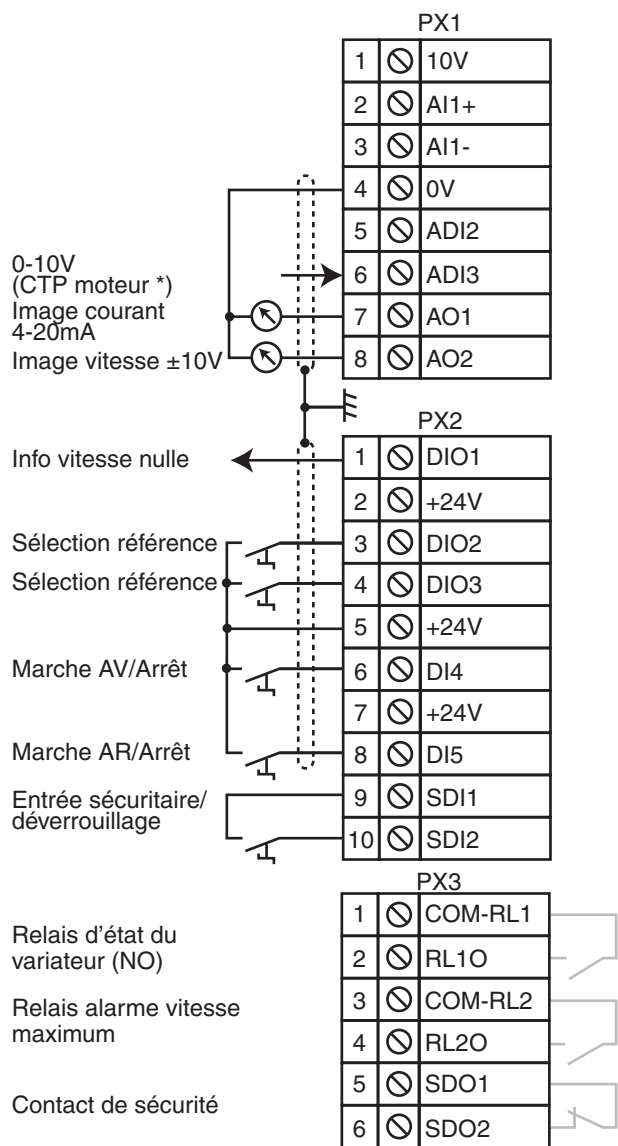 PX1
1 10V
2 AI1+
3 AI1-
4 0V
5 ADI2
0-10V
(CTP moteur *)
6 ADI3
Image courant
4-20mA
7 AO1
Image vitesse ±10V
8 AO2
PX2
Info vitesse nulle
1 DIO1
2 +24V
Sélection référence
3 DIO2
Sélection référence
4 DIO3
5 +24V
Marche AV/Arrêt
6 DI4
7 +24V
Marche AR/Arrêt
8 DI5
Entrée sécuritaire/
déverrouillage
9 SDI1
10 SDI2
PX3
1 COM-RL1
Relais d'état du
variateur (NO)
2 RL1O
3 COM-RL2
Relais alarme vitesse
maximum
4 RL2O
5 SDO1
Contact de sécurité
6 SDO2